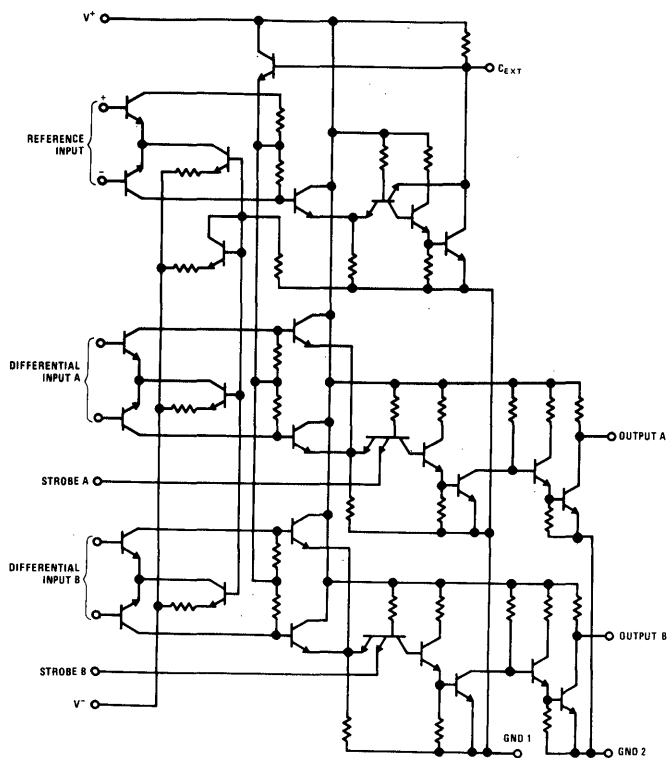 V+
CEXT
+
REFERENCE
INPUT
−
DIFFERENTIAL
INPUT A
OUTPUT A
STROBE A
DIFFERENTIAL
INPUT B
OUTPUT B
STROBE B
V−
GND 1
GND 2